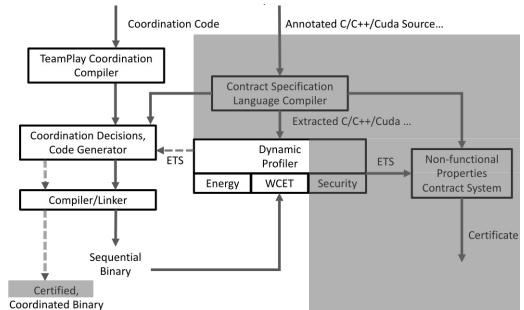 Coordination Code
Annotated C/C++/Cuda Source...
TeamPlay Coordination
Compiler
Contract Specification
Language Compiler
Extracted C/C++/Cuda ...
Coordination Decisions,
Code Generator
ETS
Dynamic
Profiler
ETS
Non-functional
Properties
Contract System
Energy
WCET
Security
Compiler/Linker
Certificate
Sequential
Binary
Certified,
Coordinated Binary